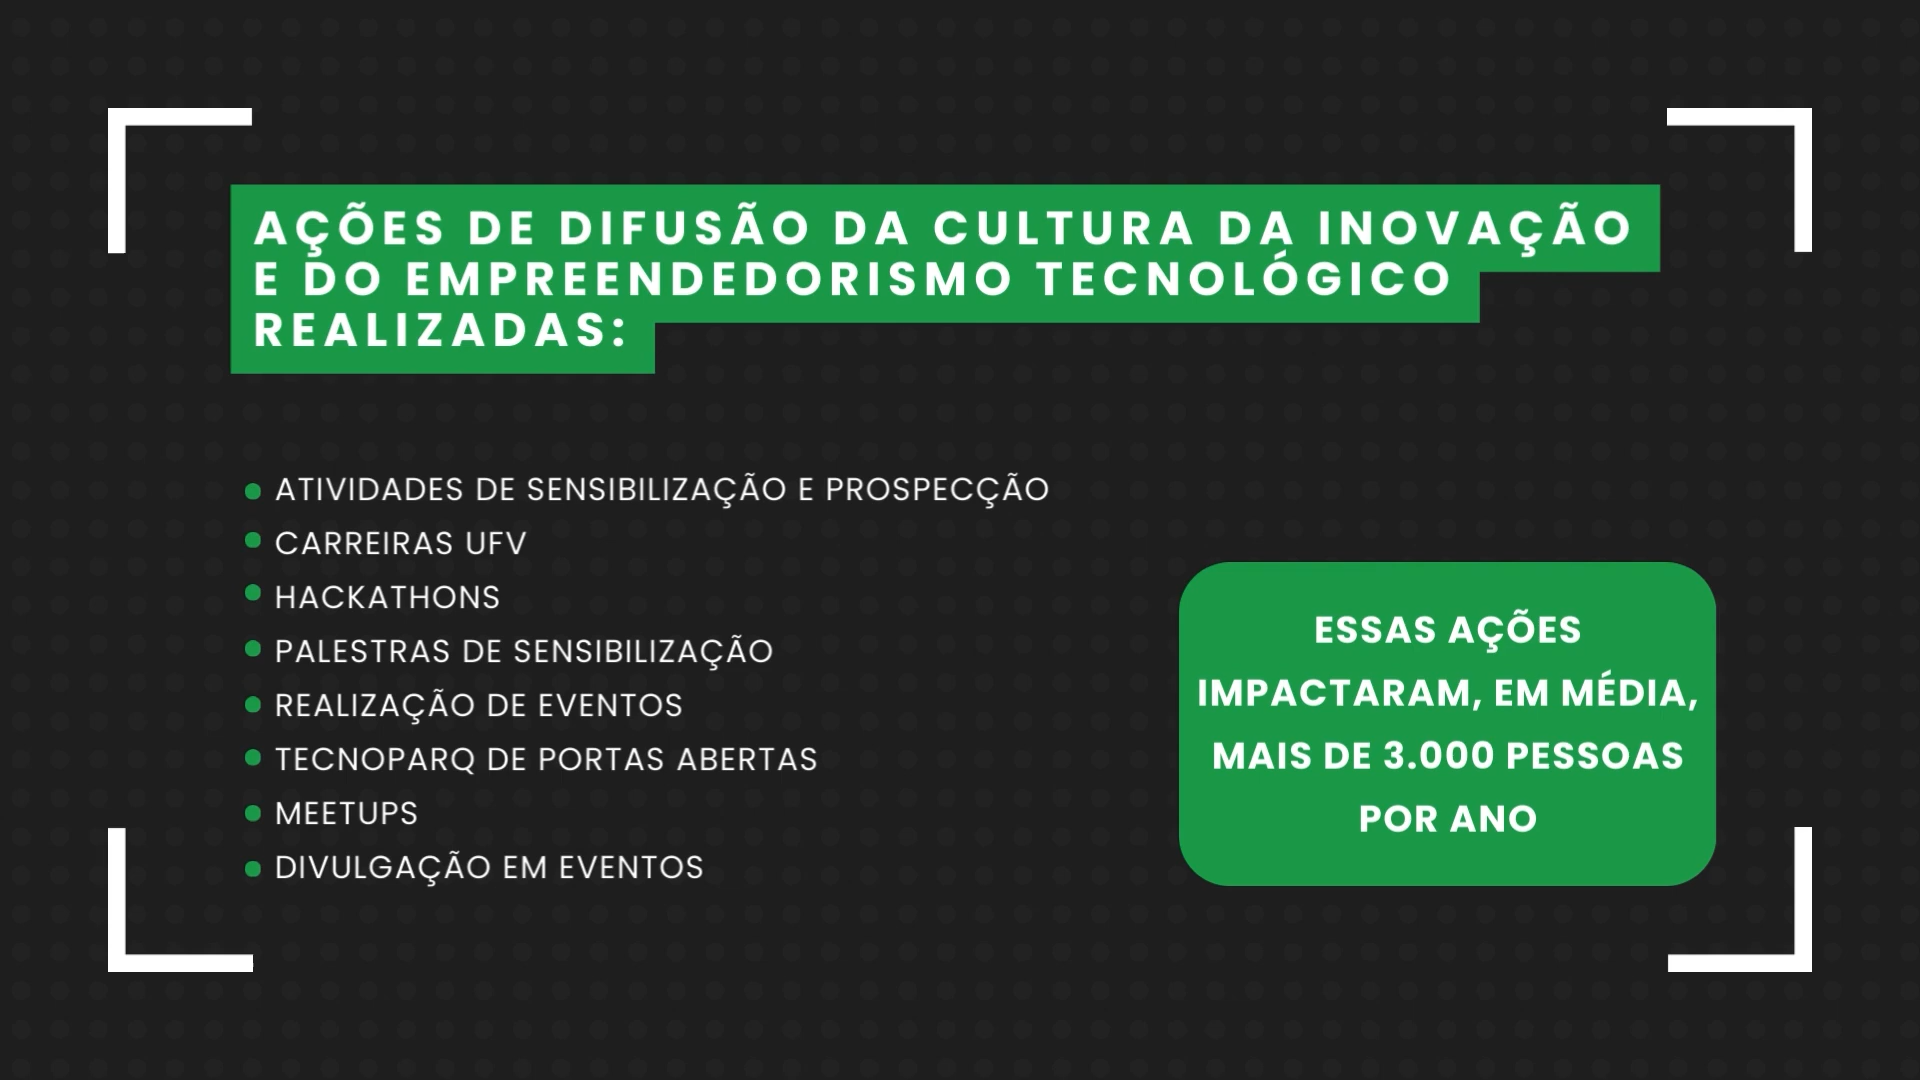 AÇÕES DE DIFUSÃO DA CULTURA DA INOVAÇÃO
E DO EMPREENDEDORISMO TECNOLÓGICO
REALIZADAS:
ATIVIDADES DE SENSIBILIZAÇÃO E PROSPECÇÃO
CARREIRAS UFV
HACKATHONS
PALESTRAS DE SENSIBILIZAÇÃO
REALIZAÇÃO DE EVENTOS
TECNOPARQ DE PORTAS ABERTAS
MEETUPS
DIVULGAÇÃO EM EVENTOS
ESSAS AÇÕES
IMPACTARAM, EM MÉDIA,
MAIS DE 3.000 PESSOAS
POR ANO